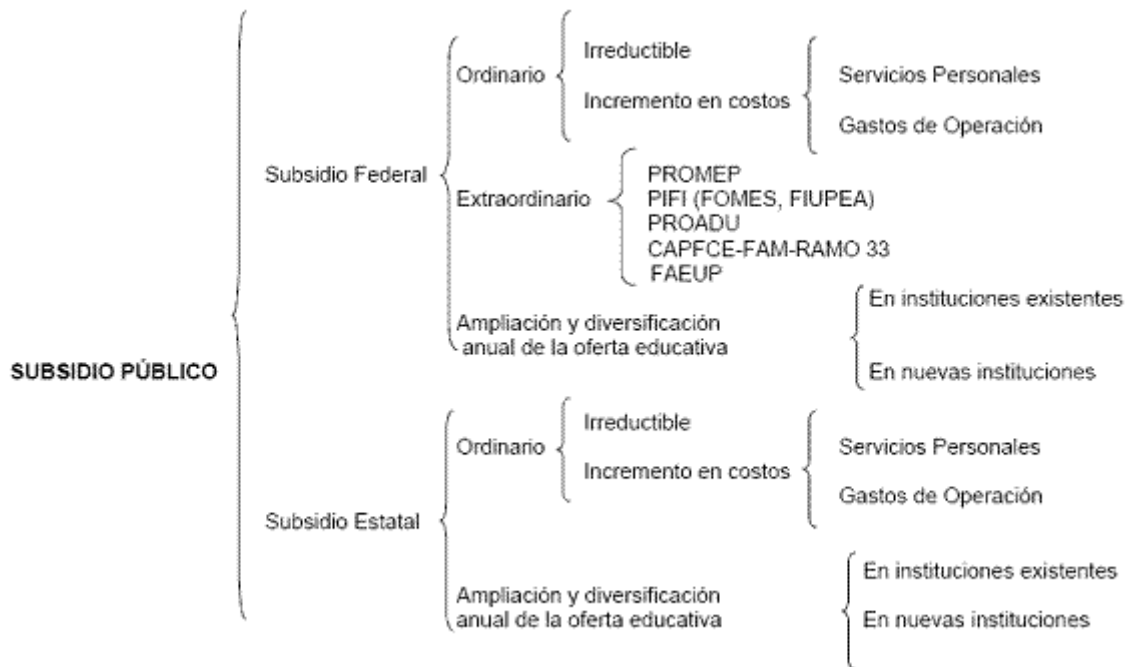 SUBSIDIO PÚBLICO
Subsidio Federal
Ordinario
Irreductible
Incremento en costos
Servicios Personales
Gastos de Operación
Extraordinario
PROMEP
PIFI (FOMES, FIUPEA)
PROADU
CAPFCE-FAM-RAMO 33
FAEUP
Ampliación y diversificación
anual de la oferta educativa
En instituciones existentes
En nuevas instituciones
Subsidio Estatal
Ordinario
Irreductible
Incremento en costos
Servicios Personales
Gastos de Operación
Ampliación y diversificación
anual de la oferta educativa
En instituciones existentes
En nuevas instituciones